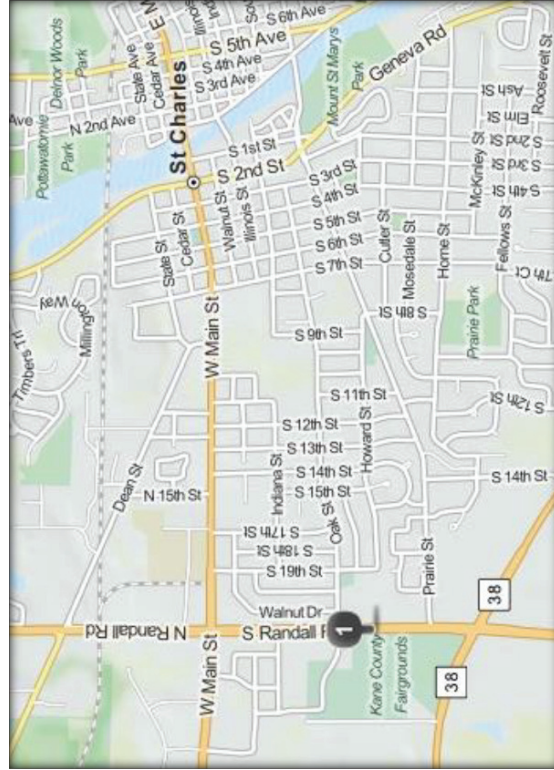 S 6th Ave
S 5th Ave
S 4th Ave
S 3rd Ave
State Ave
Cedar Ave
E M
Illinois
Delnor Woods
Park
Ave
N 2nd Ave
Pottawatomie
Park
St Charles
S 1st St
S 2nd St
Mount St Marys
Park
Geneva Rd
Roosevelt St
Ash St
Elm St
S 2nd St
S 3rd St
S 4th St
McKinley St
Fellows St
7th Ct
S 3rd St
S 4th St
S 5th St
S 6th St
S 7th St
Cutler St
Mosedale St
Home St
State St
Cedar St
Walnut St
Illinois St
W Main St
Timbers Trl
Millington Way
S 8th St
Prairie Park
S 9th St
S 11th St
S 12th St
S 12th St
S 13th St
S 14th St
S 14th St
S 15th St
Howard St
Dean St
N 15th St
Indiana St
S 17th St
S 18th St
S 19th St
Oak St
Prairie St
Walnut Dr
N Randall Rd
S Randall R
W Main St
1
38
Kane County
Fairgrounds
38